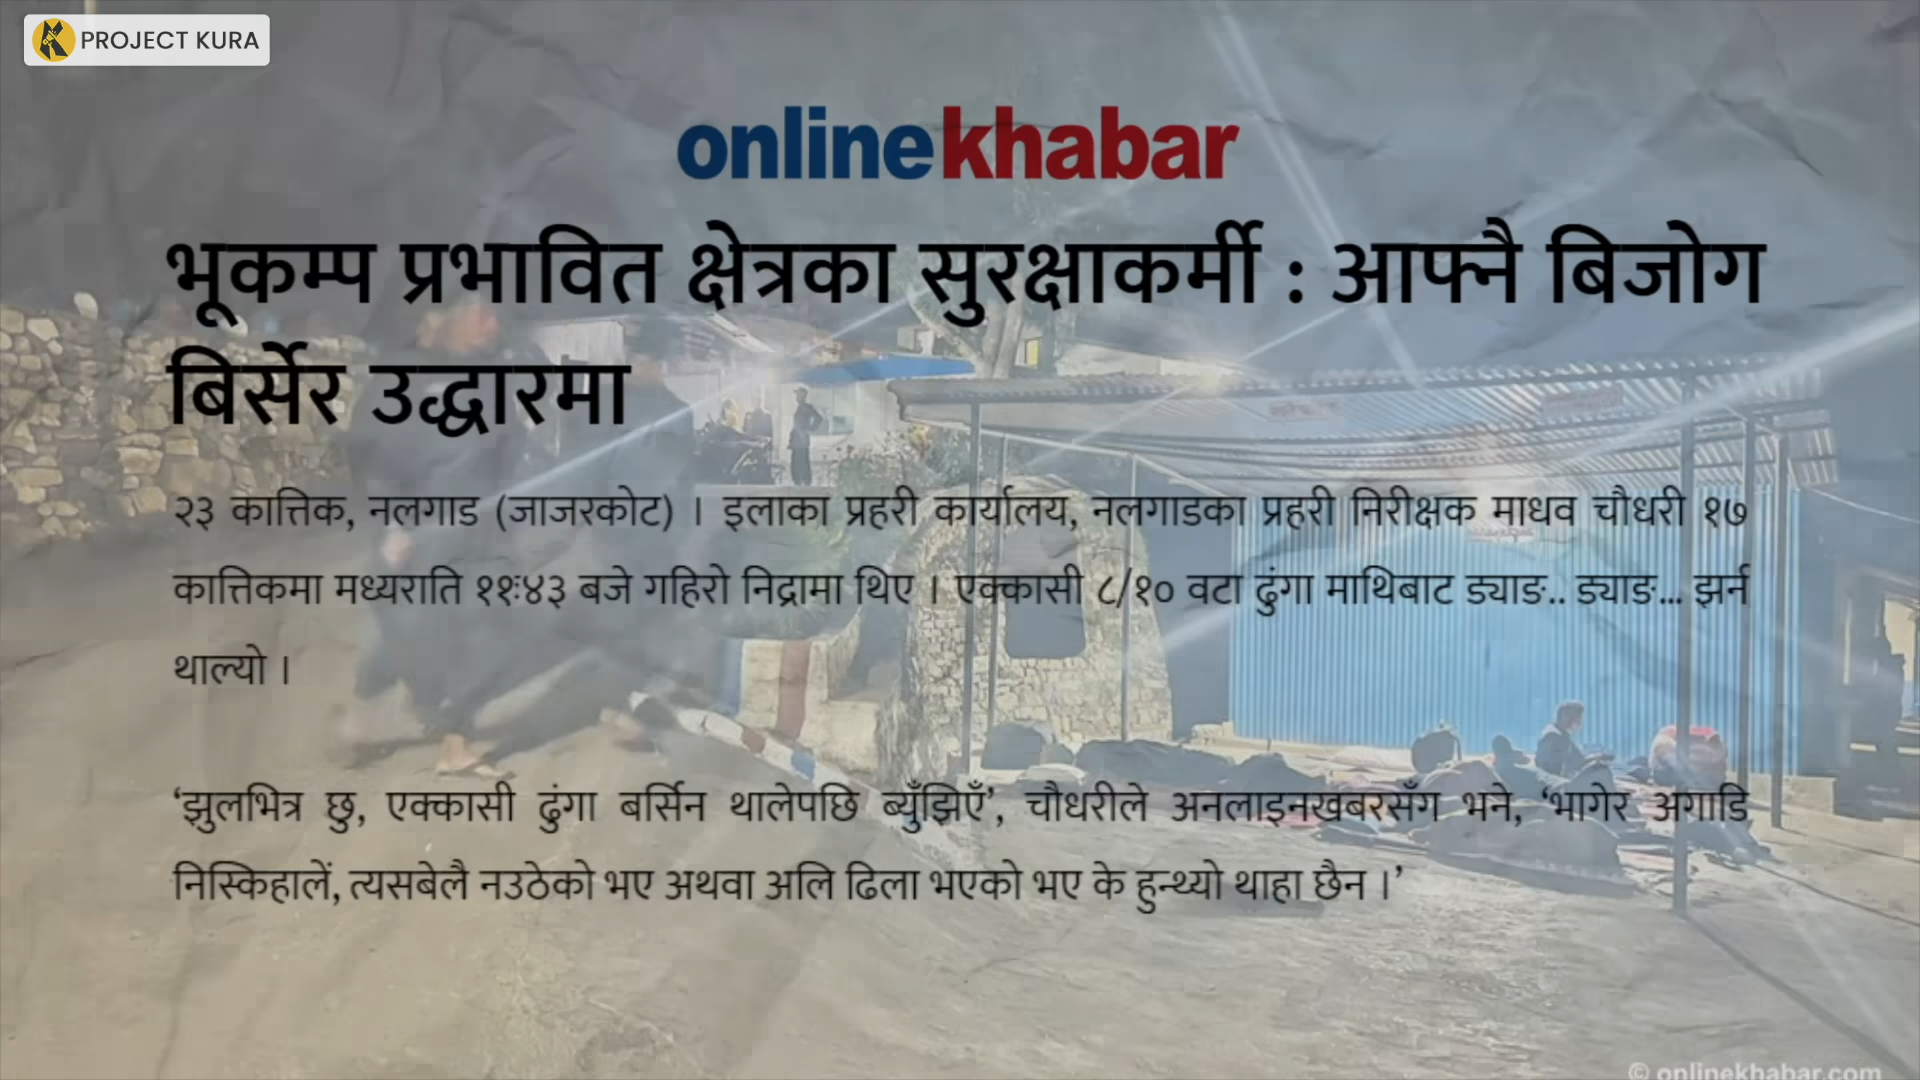 PROJECT KURA
onlinekhabar
भूकम्प प्रभावित क्षेत्रका सुरक्षाकर्मी : आफ्नै बिजोग
बिर्सेर उद्धारमा
२३ कात्तिक, नलगाड (जाजरकोट) । इलाका प्रहरी कार्यालय, नलगाडका प्रहरी निरीक्षक माधव चौधरी १७
कात्तिकमा मध्यराति ११ः४३ बजे गहिरो निद्रामा थिए । एक्कासी ८/१० वटा ढुंगा माथिबाट ड्याङ.. ड्याङ... झर्न
थाल्यो ।
‘झुलभित्र छु, एक्कासी ढुंगा बर्सिन थालेपछि ब्युँझिएँ’, चौधरीले अनलाइनखबरसँग भने, ‘भागेर अगाडि
निस्किहालें, त्यसबेलै नउठेको भए अथवा अलि ढिला भएको भए के हुन्थ्यो थाहा छैन ।’
© onlinekhabar.com